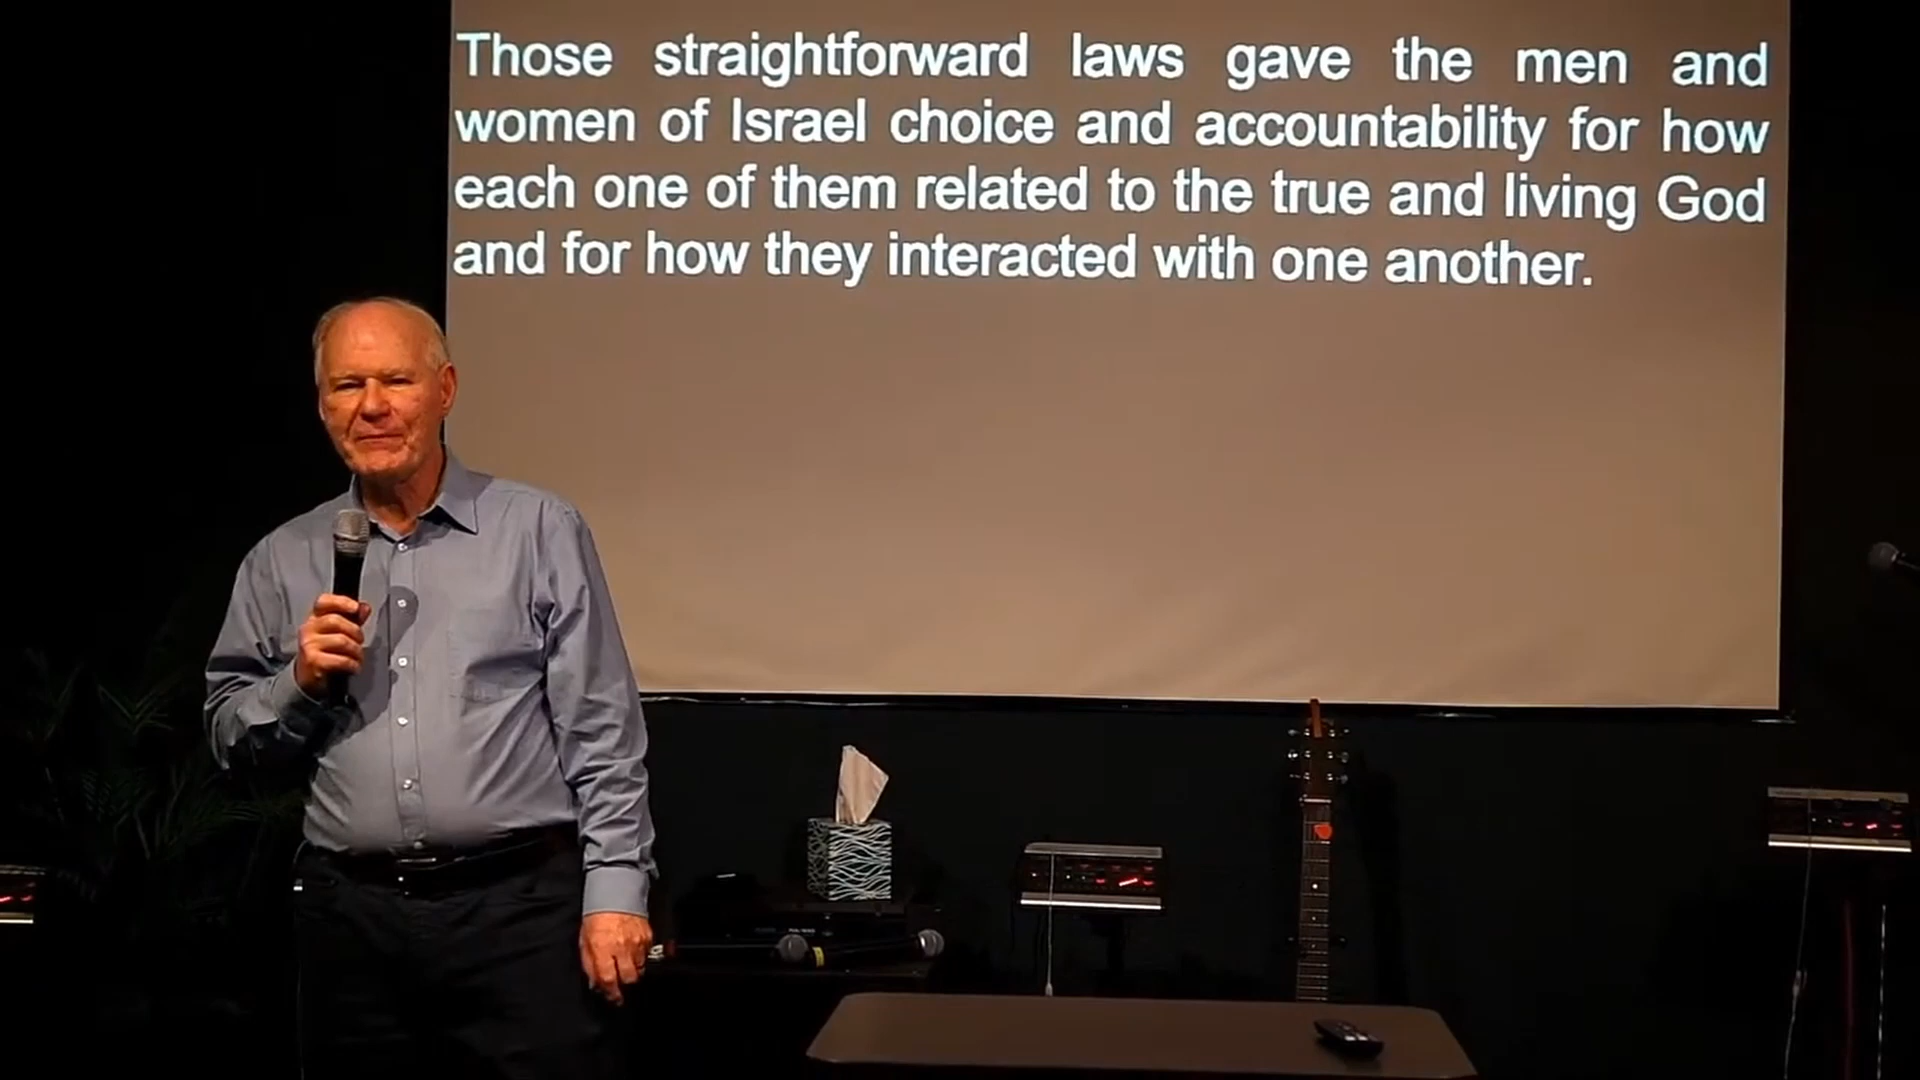 Those straightforward laws gave the men and
women of Israel choice and accountability for how
each one of them related to the true and living God
and for how they interacted with one another.